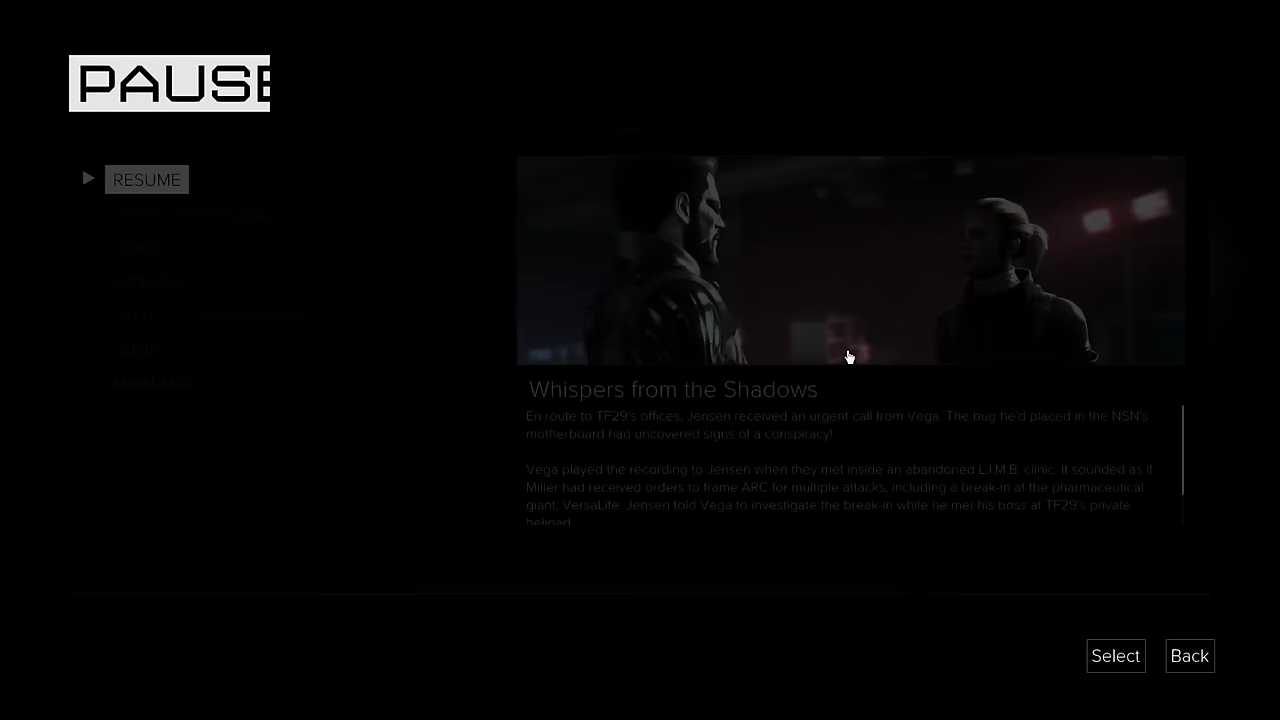 PAUSE
RESUME
Whispers from the Shadows
En route to TF29's offices, Jensen received an urgent call from Vega. The bug he'd placed in the NSN's
motherboard had uncovered signs of a conspiracy!
Vega played the recording to Jensen when they met inside an abandoned L.I.M.B. clinic. It sounded as if
Miller had received orders to frame ARC for multiple attacks, including a break-in at the pharmaceutical
giant, VersaLife. Jensen told Vega to investigate the break-in while he met his boss at TF29's private
helipad.
Select
Back